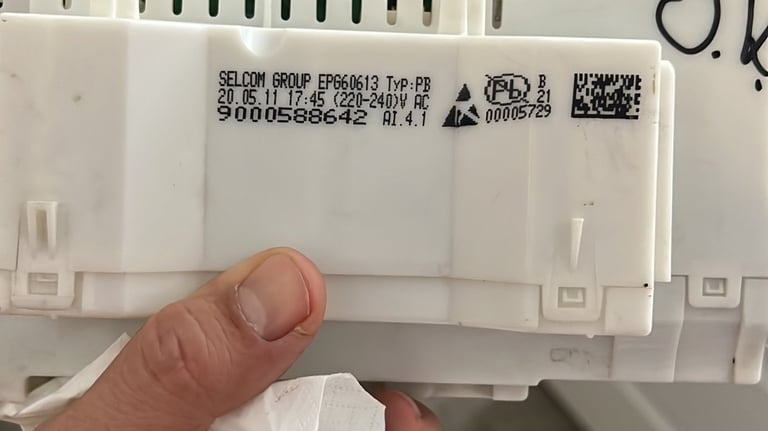 SELCOM GROUP EPG60613 TYP:PB
20.05.11 17:45 (220-240)V AC
9000588642 AI.4.1
Pb
B
21
00005729